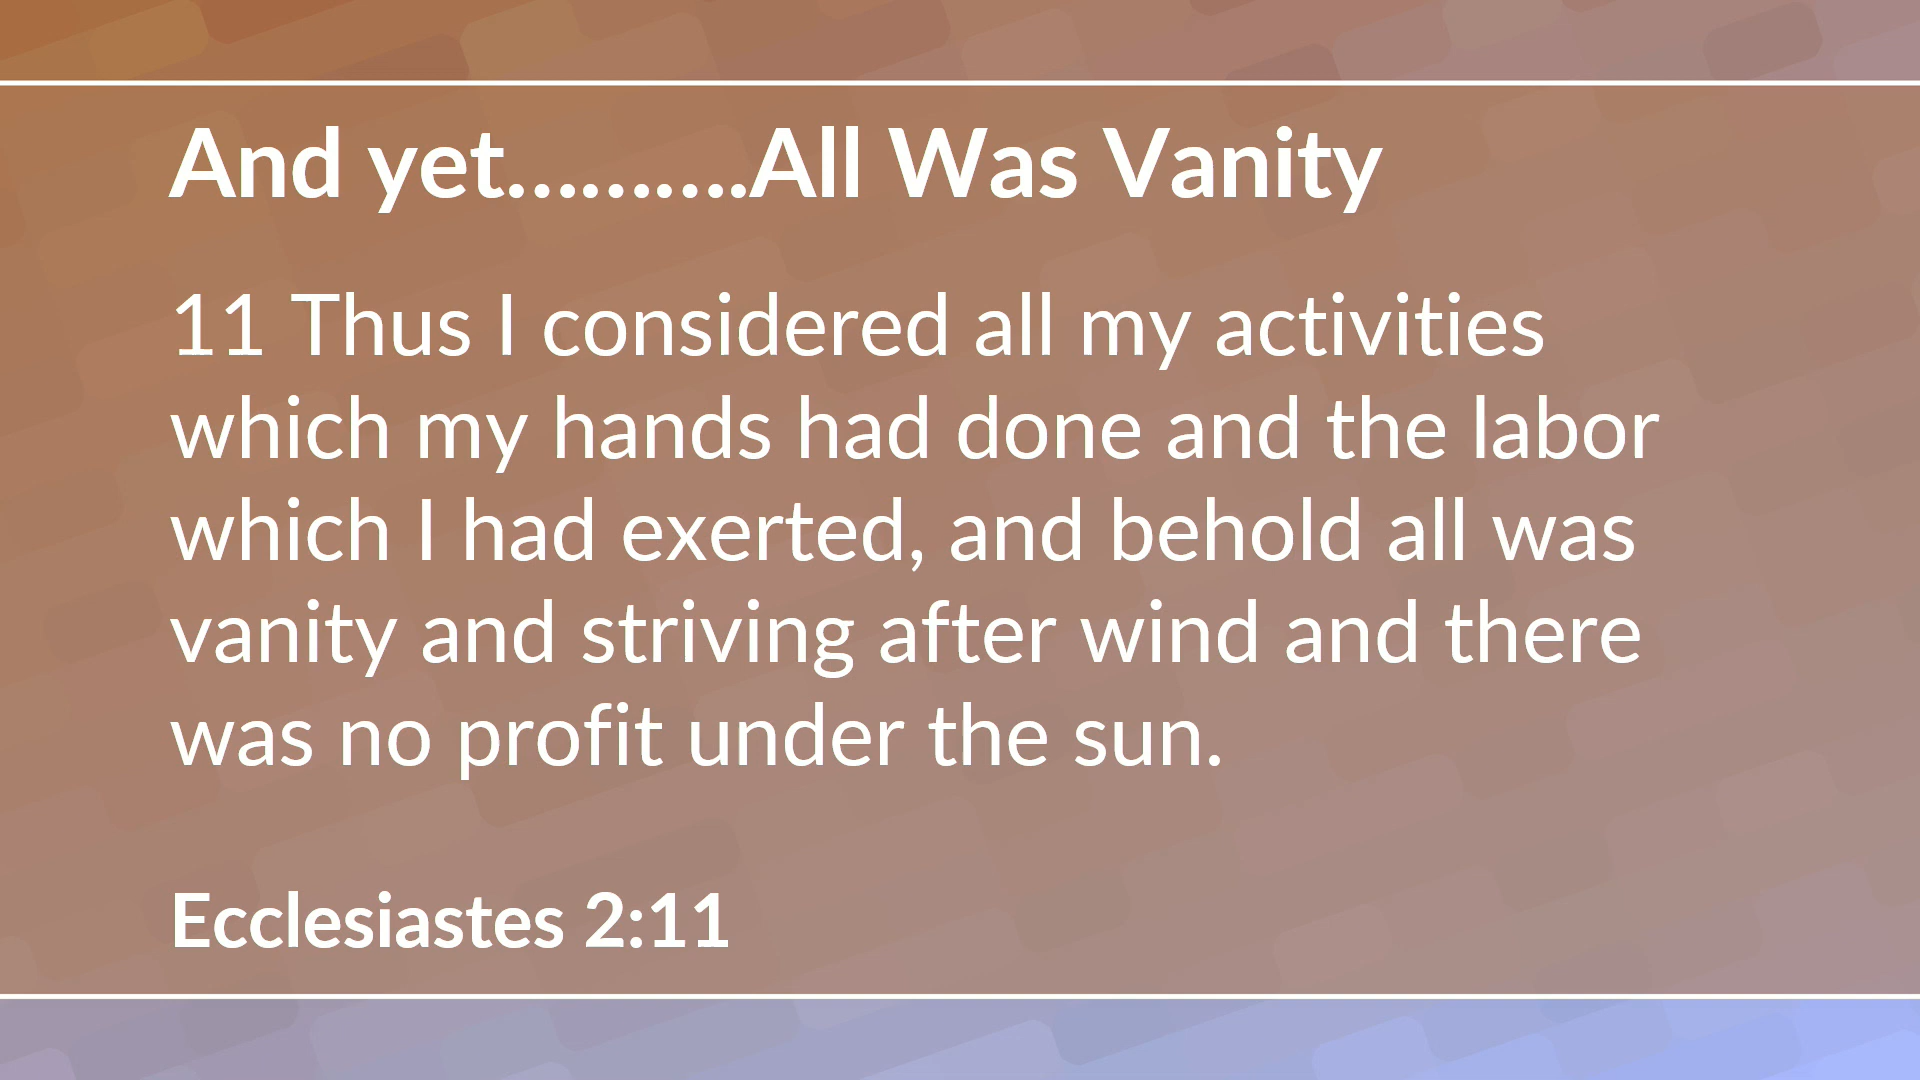 And yet……….All Was Vanity
11 Thus I considered all my activities
which my hands had done and the labor
which I had exerted, and behold all was
vanity and striving after wind and there
was no profit under the sun.
Ecclesiastes 2:11